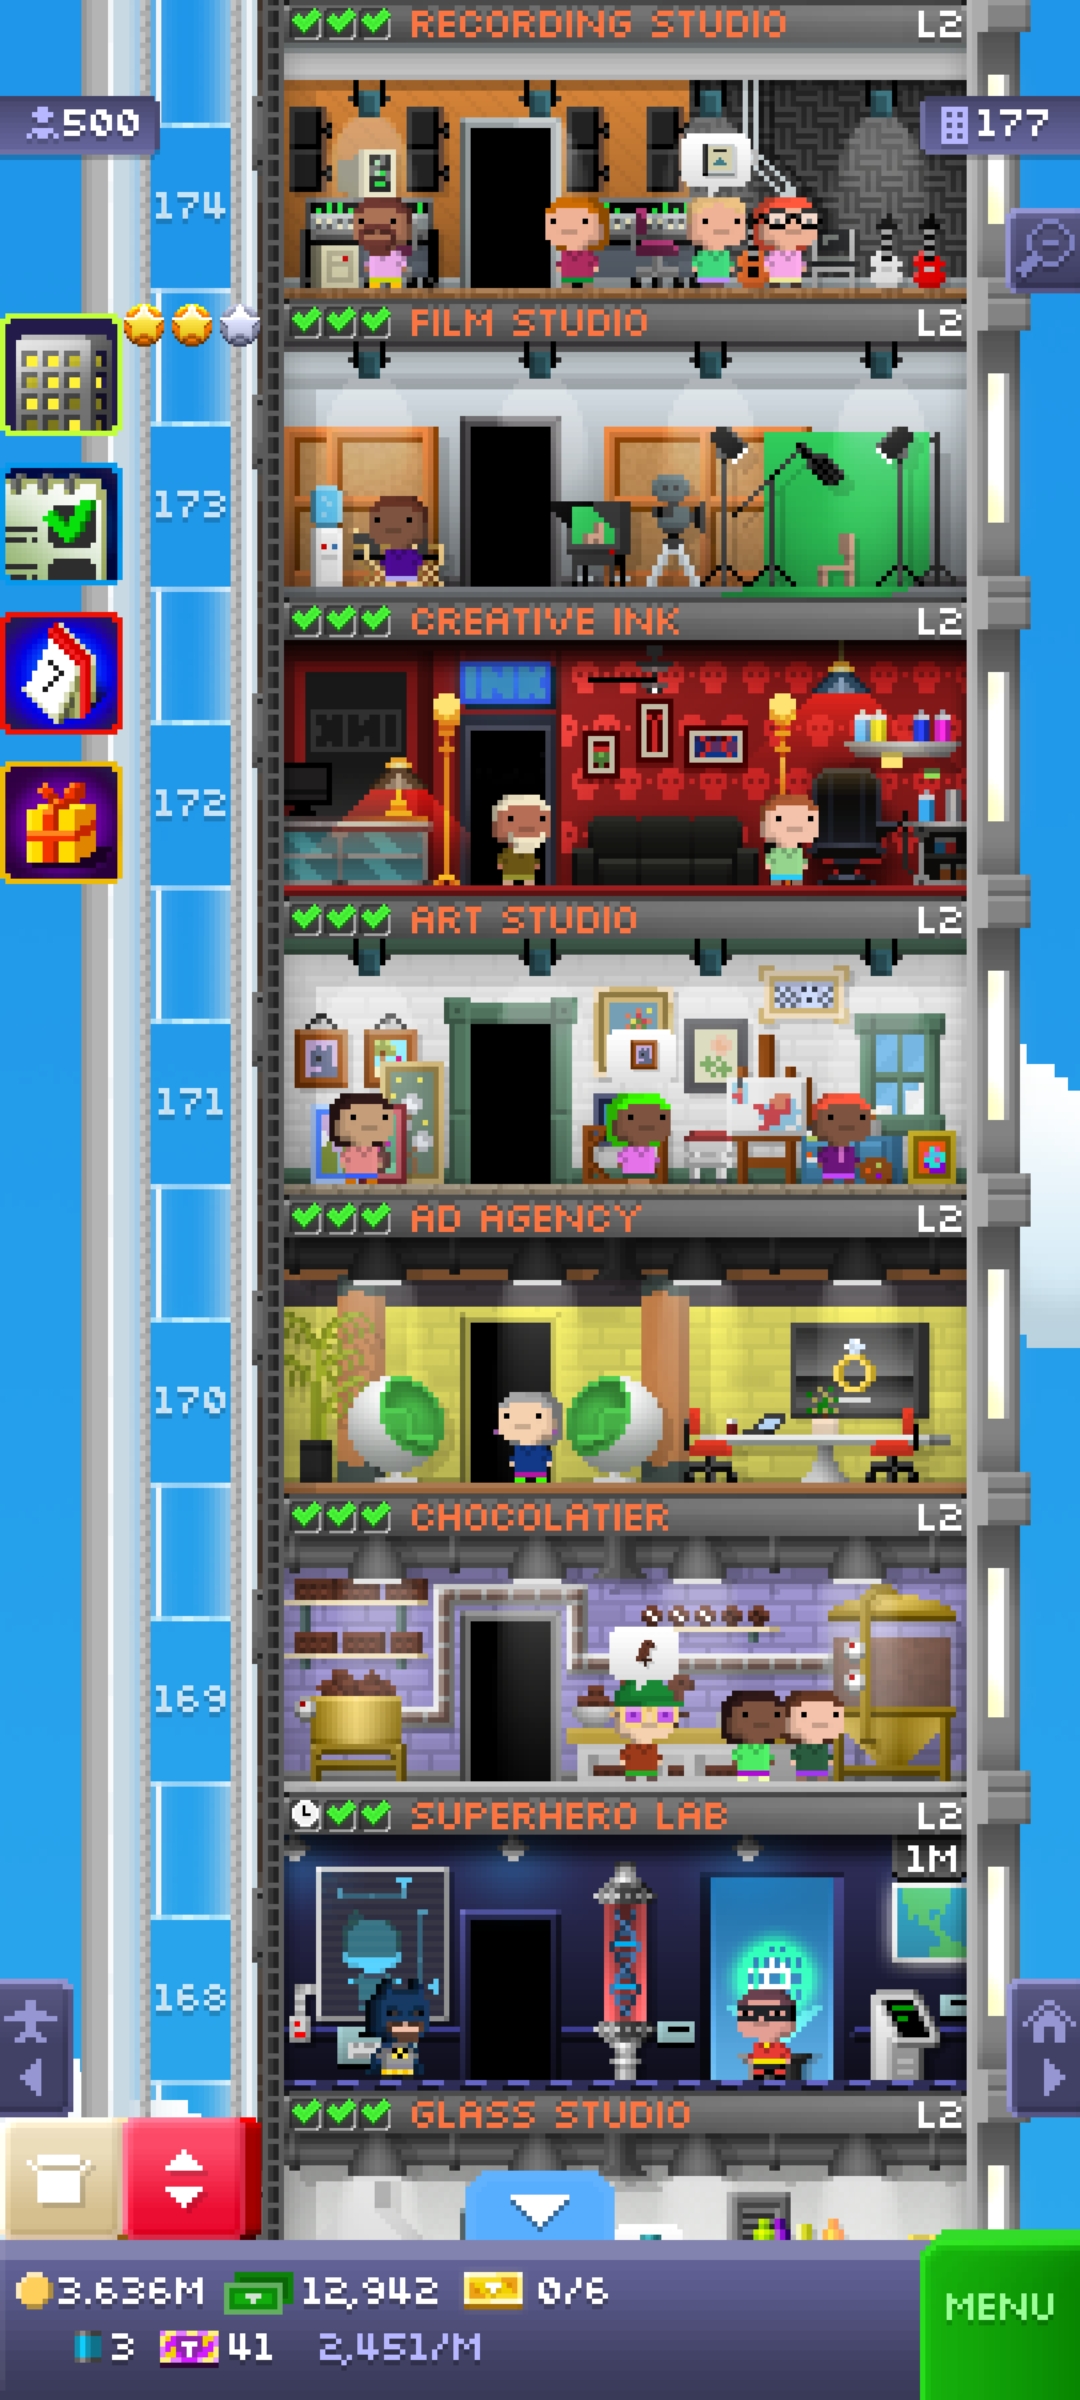 RECORDING STUDIO L2
500
177
174
FILM STUDIO L2
173
CREATIVE INK L2
INK
172
ART STUDIO L2
171
AD AGENCY L2
170
CHOCOLATIER L2
169
SUPERHERO LAB L2
1M
168
GLASS STUDIO L2
3.636M 12,942 0/6
3 41 2,451/M
MENU